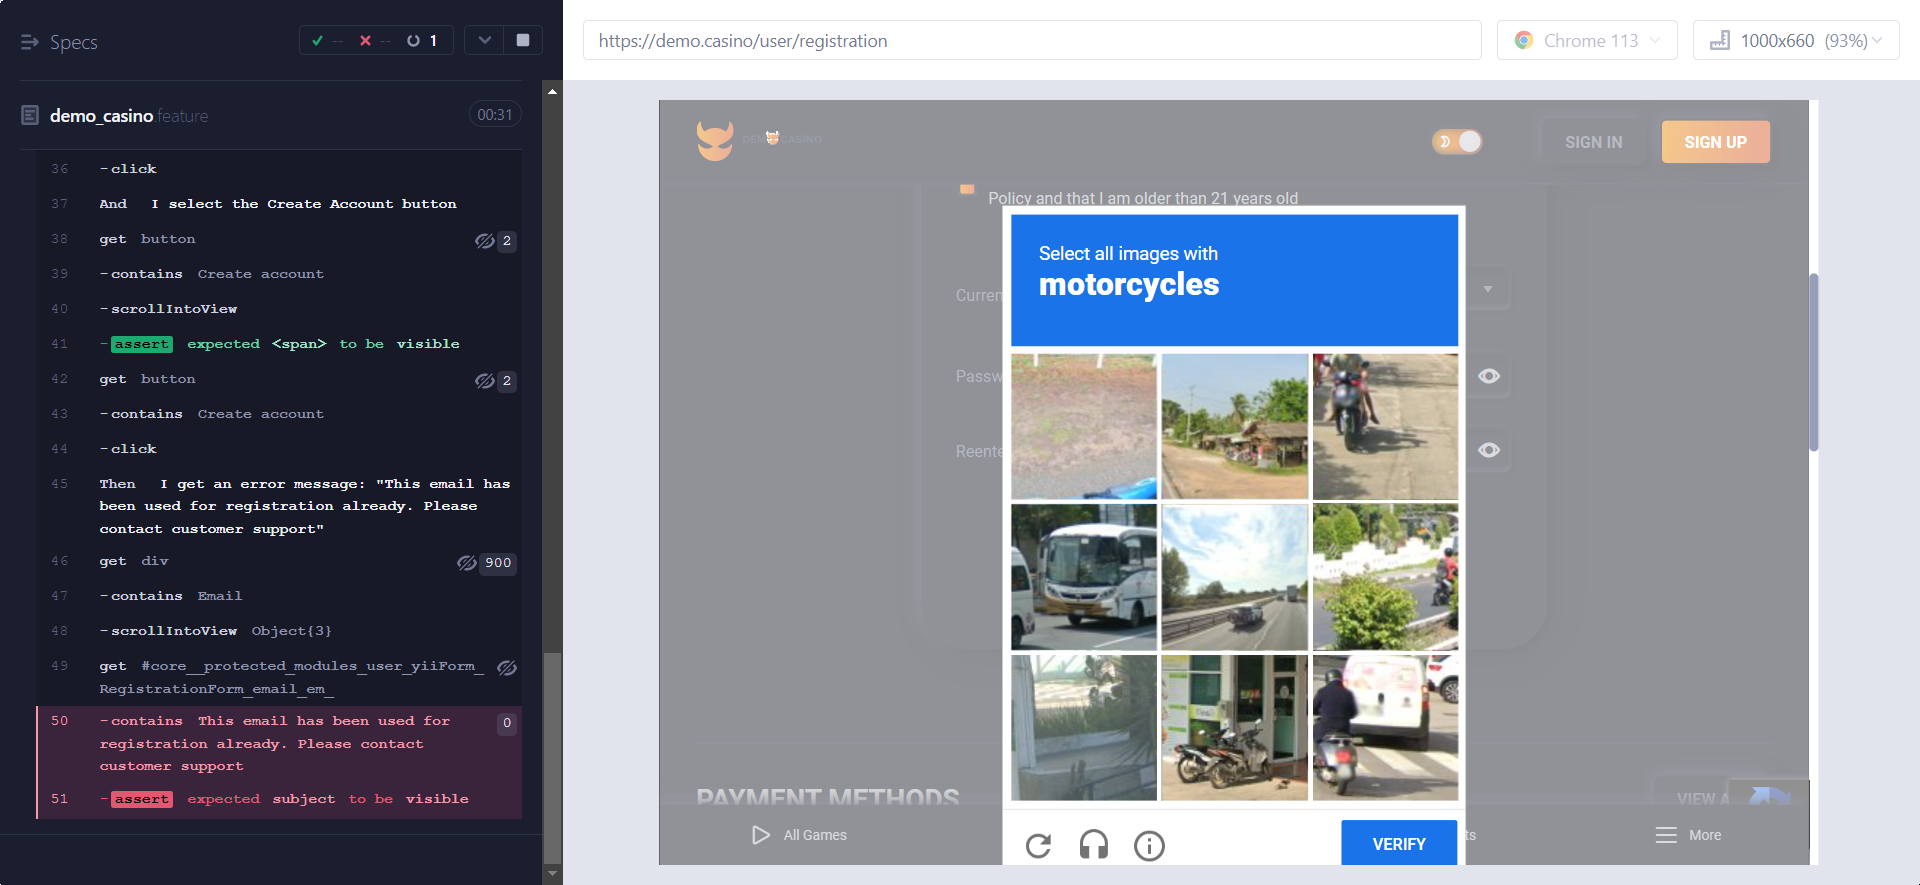 Specs
-- -- 1
demo_casino.feature
00:31
36 -click
37 And I select the Create Account button
38 get button 2
39 -contains Create account
40 -scrollIntoView
41 -assert expected <span> to be visible
42 get button 2
43 -contains Create account
44 -click
45 Then I get an error message: "This email has
been used for registration already. Please
contact customer support"
46 get div 900
47 -contains Email
48 -scrollIntoView Object{3}
49 get #core__protected_modules_user_yiiForm_
RegistrationForm_email_em_
50 -contains This email has been used for 0
registration already. Please contact
customer support
51 -assert expected subject to be visible
https://demo.casino/user/registration
Chrome 113
1000x660 (93%)
SIGN IN
SIGN UP
Policy and that I am older than 21 years old
Select all images with
motorcycles
Curren
Passw
Reente
PAYMENT METHODS
VIEW A
All Games
VERIFY
ts
More